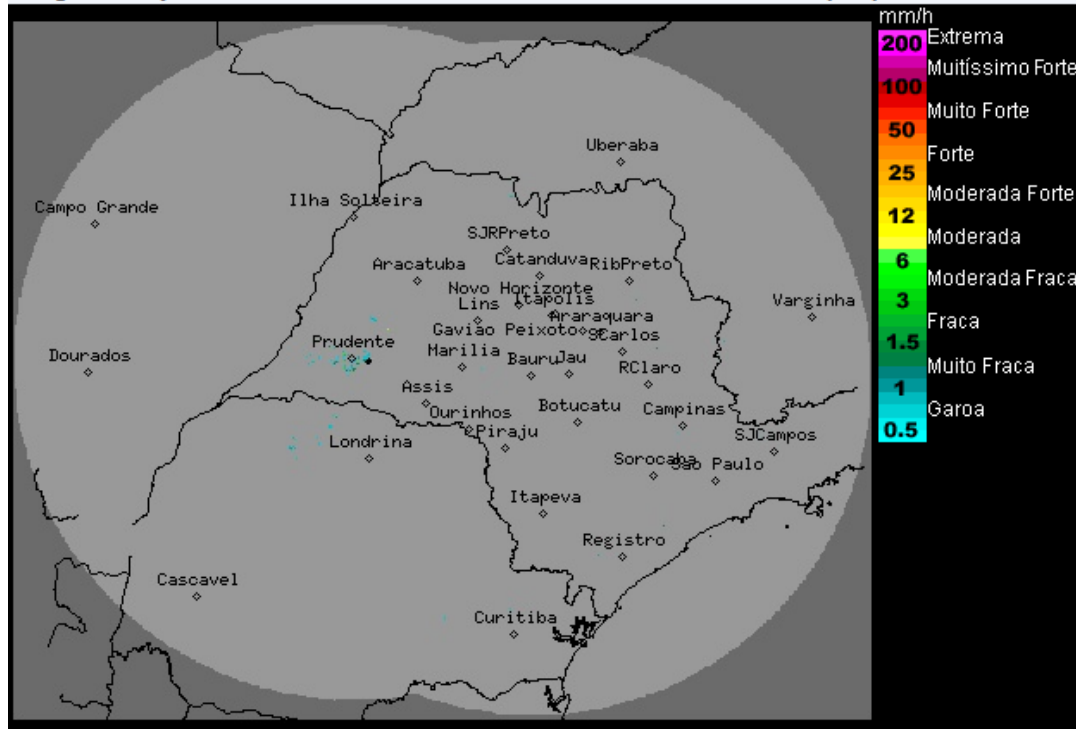 mm/h
200 Extrema
Muitíssimo Forte
100
Muito Forte
50
Forte
25
Moderada Forte
12
Moderada
6
Moderada Fraca
3
Fraca
1.5
Muito Fraca
1
Garoa
0.5
Uberaba
Ilha Solteira
Campo Grande
SJRPreto
Catanduva
RibPreto
Aracatuba
Novo Horizonte
Lins
Itapolis
Varginha
Araraquara
Gavião Peixoto
SCarlos
Prudente
Dourados
Marilia
Bauru
Jau
RClaro
Assis
Ourinhos
Botucatu
Campinas
Piraju
SJCampos
Londrina
Sorocaba
Sao Paulo
Itapeva
Registro
Cascavel
Curitiba